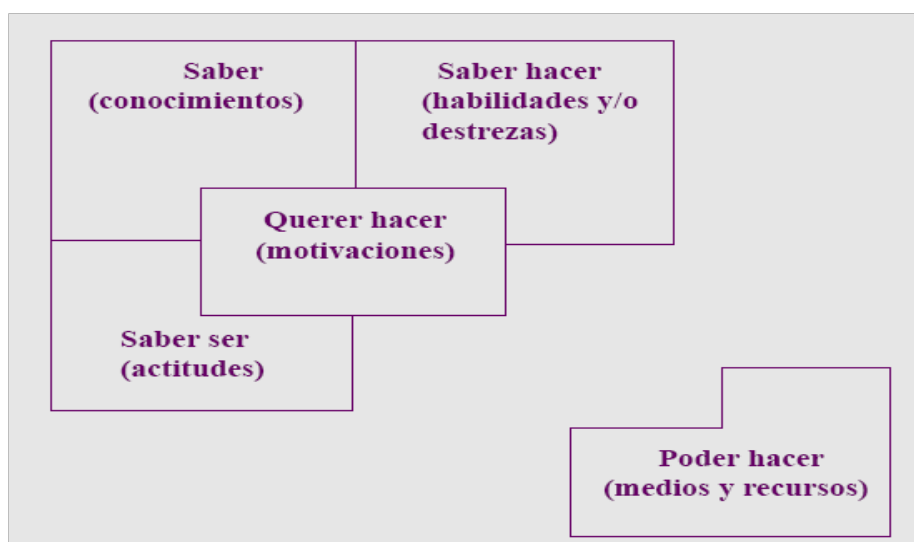 Saber
(conocimientos)
Saber hacer
(habilidades y/o
destrezas)
Querer hacer
(motivaciones)
Saber ser
(actitudes)
Poder hacer
(medios y recursos)